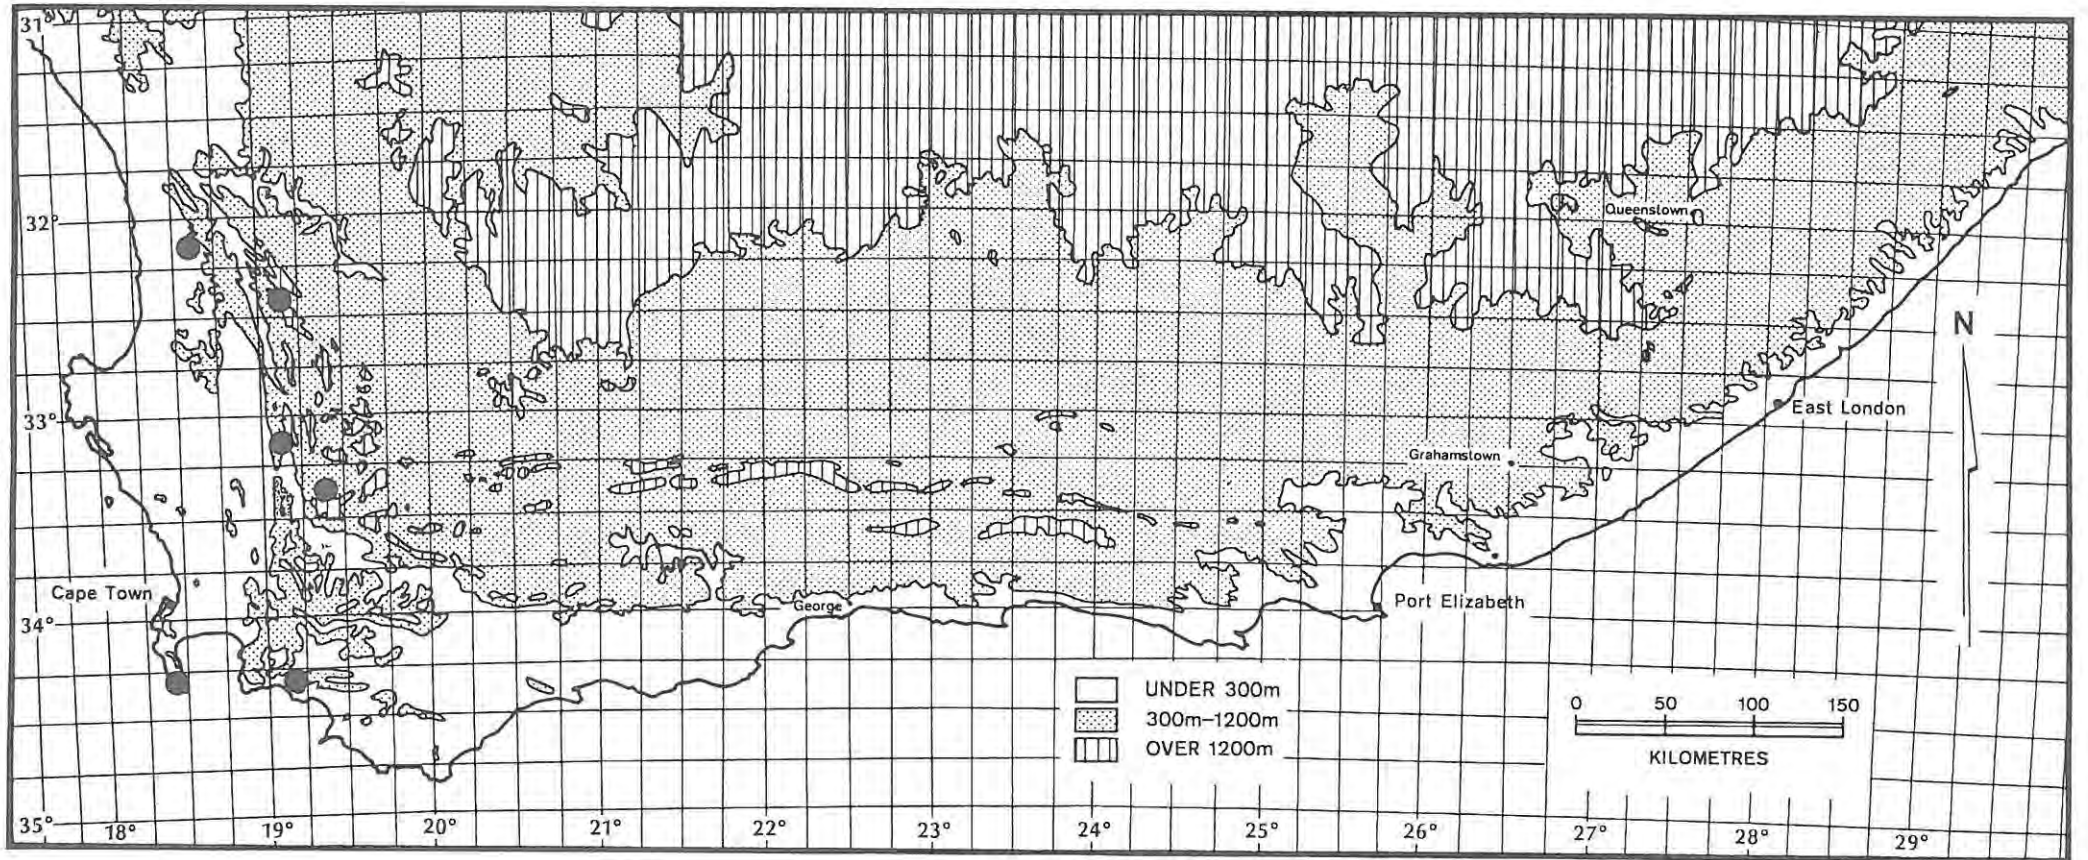 31
32°
33°
34°
35°
Queenstown
East London
Grahamstown
Cape Town
George
Port Elizabeth
N
UNDER 300m
300m–1200m
OVER 1200m
0 50 100 150
KILOMETRES
18° 19° 20° 21° 22° 23° 24° 25° 26° 27° 28° 29°